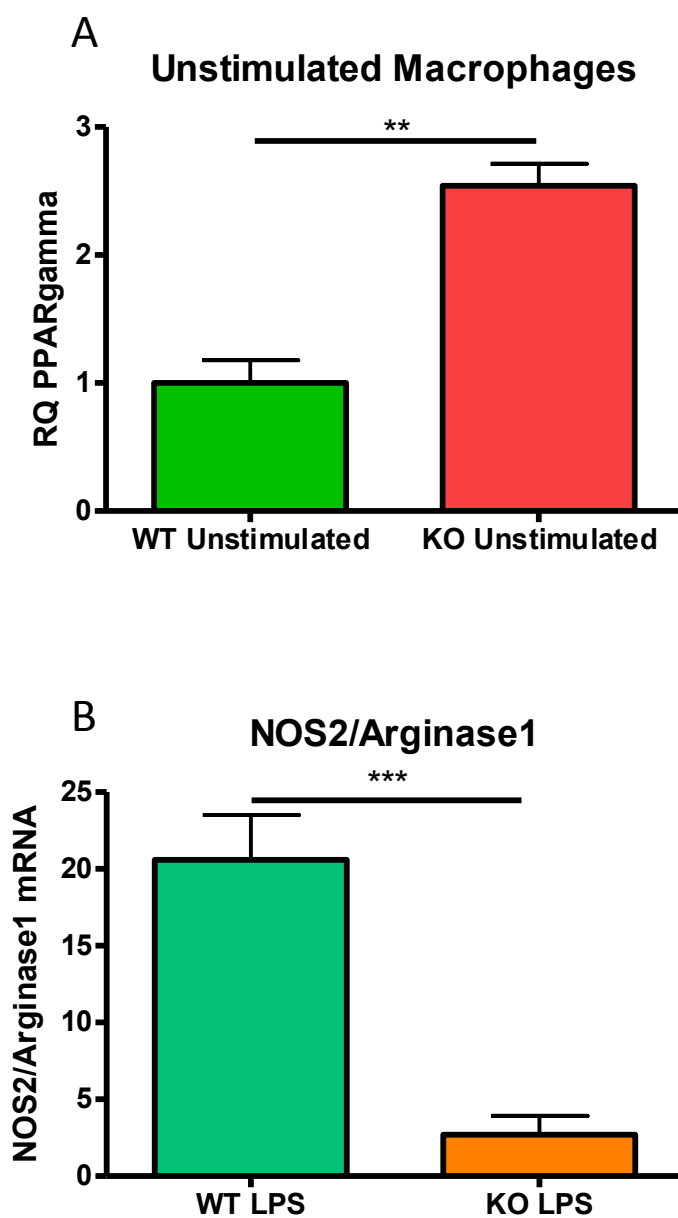 A
Unstimulated Macrophages
**
3
2
1
0
RQ PPARgamma
WT Unstimulated
KO Unstimulated
B
NOS2/Arginase1
***
25
20
15
10
5
0
NOS2/Arginase1 mRNA
WT LPS
KO LPS